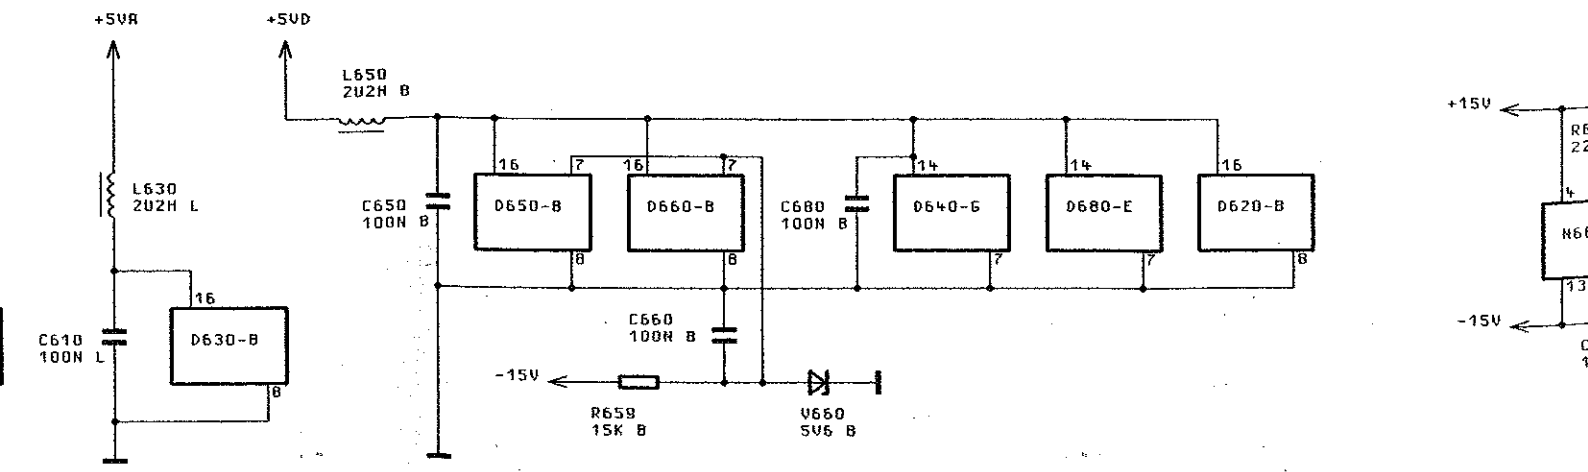 +5VA
+5VD
L650
2U2H B
+15V
L630
2U2H L
16
7
16
7
14
14
16
C650
100N B
D650-B
D660-B
C680
100N B
D640-G
D680-E
D620-B
4
8
8
7
7
8
13
16
C610
100N L
D630-B
8
C660
100N B
-15V
-15V
R659
15K B
V660
5V6 B